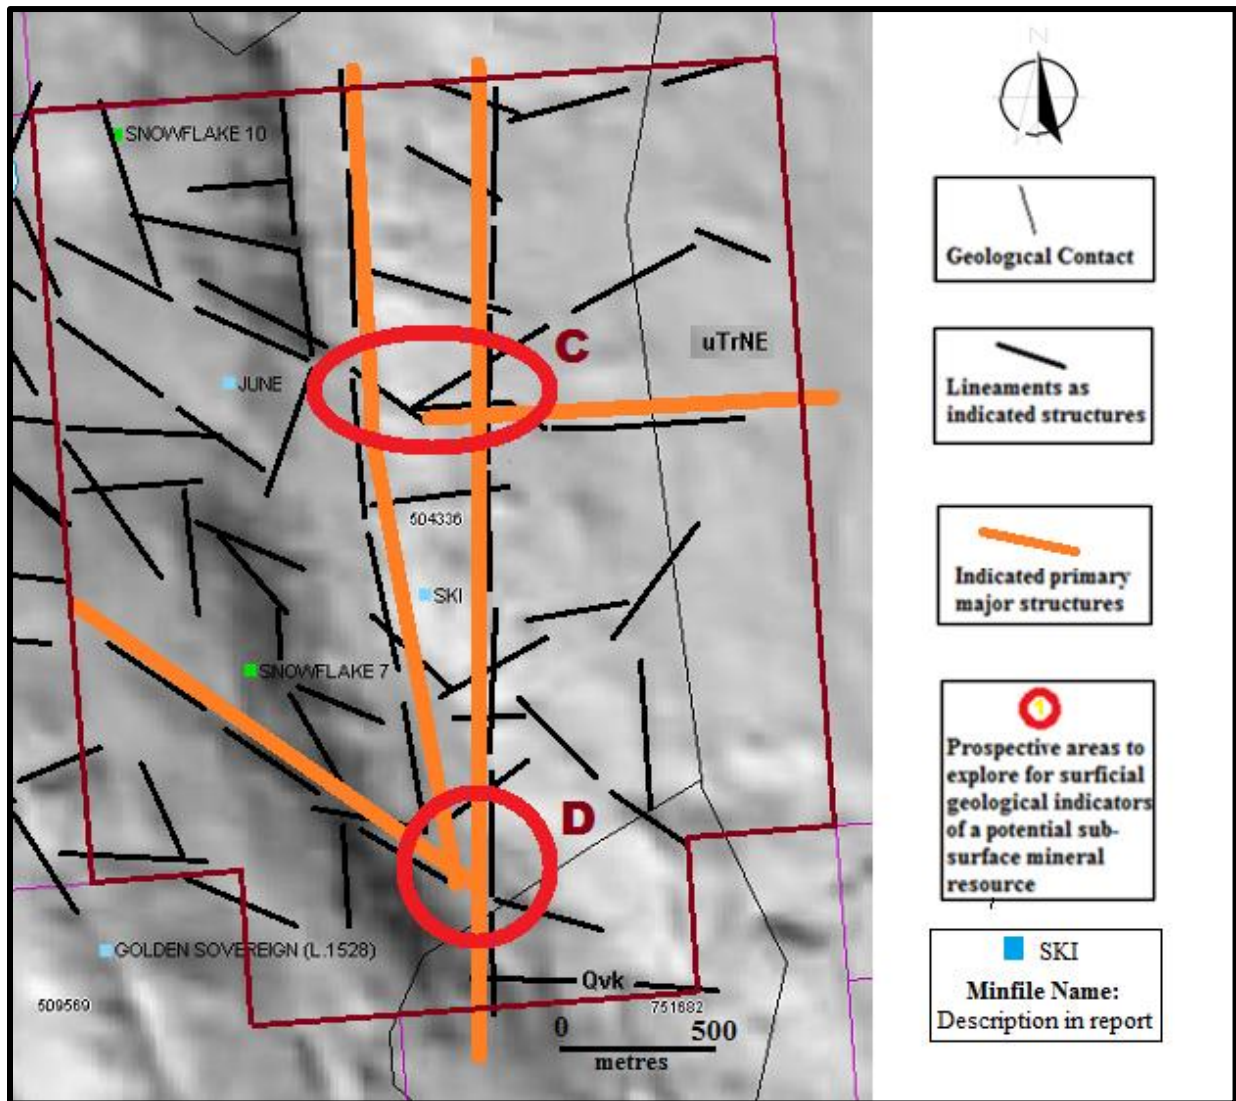 SNOWFLAKE 10
C
uTrNE
JUNE
504336
SKI
SNOWFLAKE 7
D
GOLDEN SOVEREIGN (L.1528)
Qvk
509569
751882
0 500
metres
N
Geological Contact
Lineaments as
indicated structures
Indicated primary
major structures
1
Prospective areas to
explore for surficial
geological indicators
of a potential sub-
surface mineral
resource
SKI
Minfile Name:
Description in report